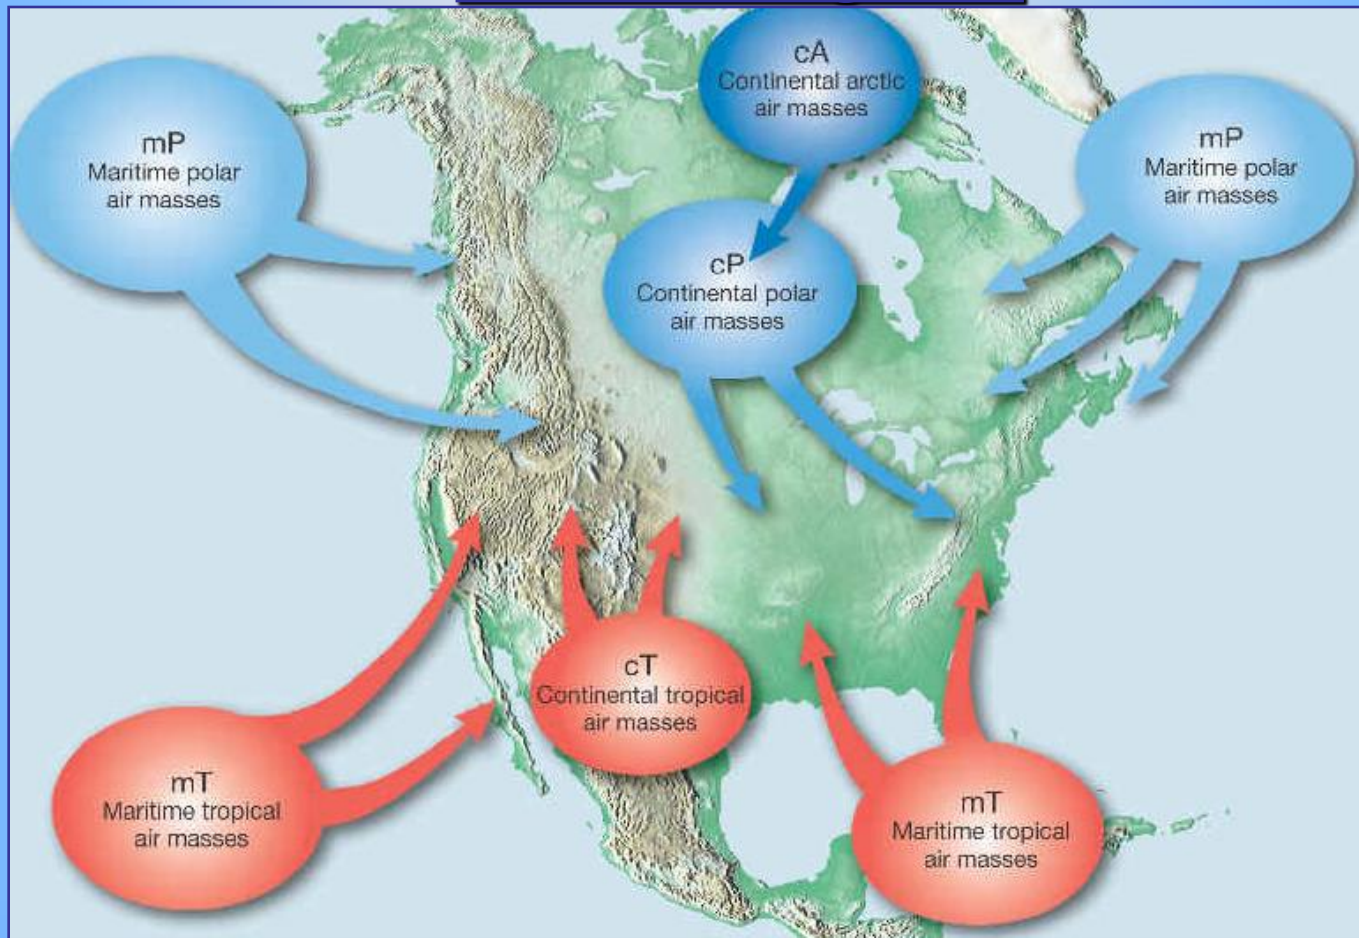 cA
Continental arctic
air masses
mP
Maritime polar
air masses
mP
Maritime polar
air masses
cP
Continental polar
air masses
cT
Continental tropical
air masses
mT
Maritime tropical
air masses
mT
Maritime tropical
air masses